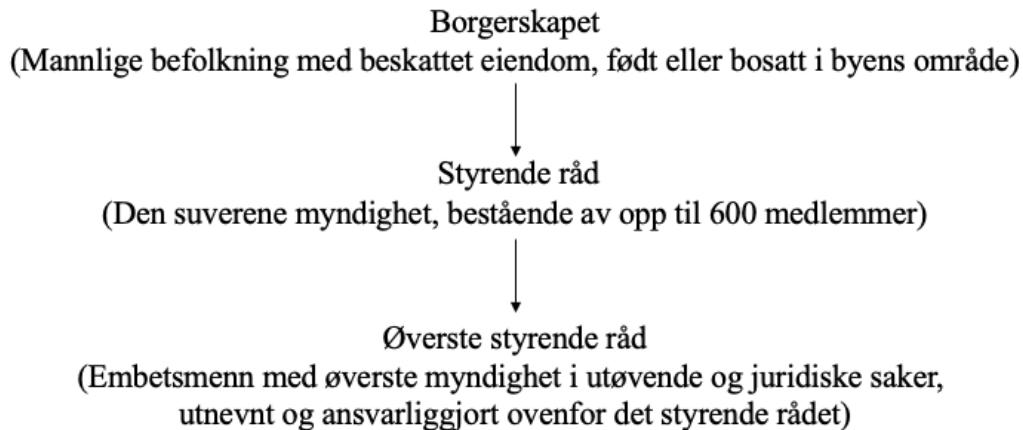 Borgerskapet
(Mannlige befolkning med beskattet eiendom, født eller bosatt i byens område)
Styrende råd
(Den suverene myndighet, bestående av opp til 600 medlemmer)
Øverste styrende råd
(Embetsmenn med øverste myndighet i utøvende og juridiske saker,
utnevnt og ansvarliggjort ovenfor det styrende rådet)